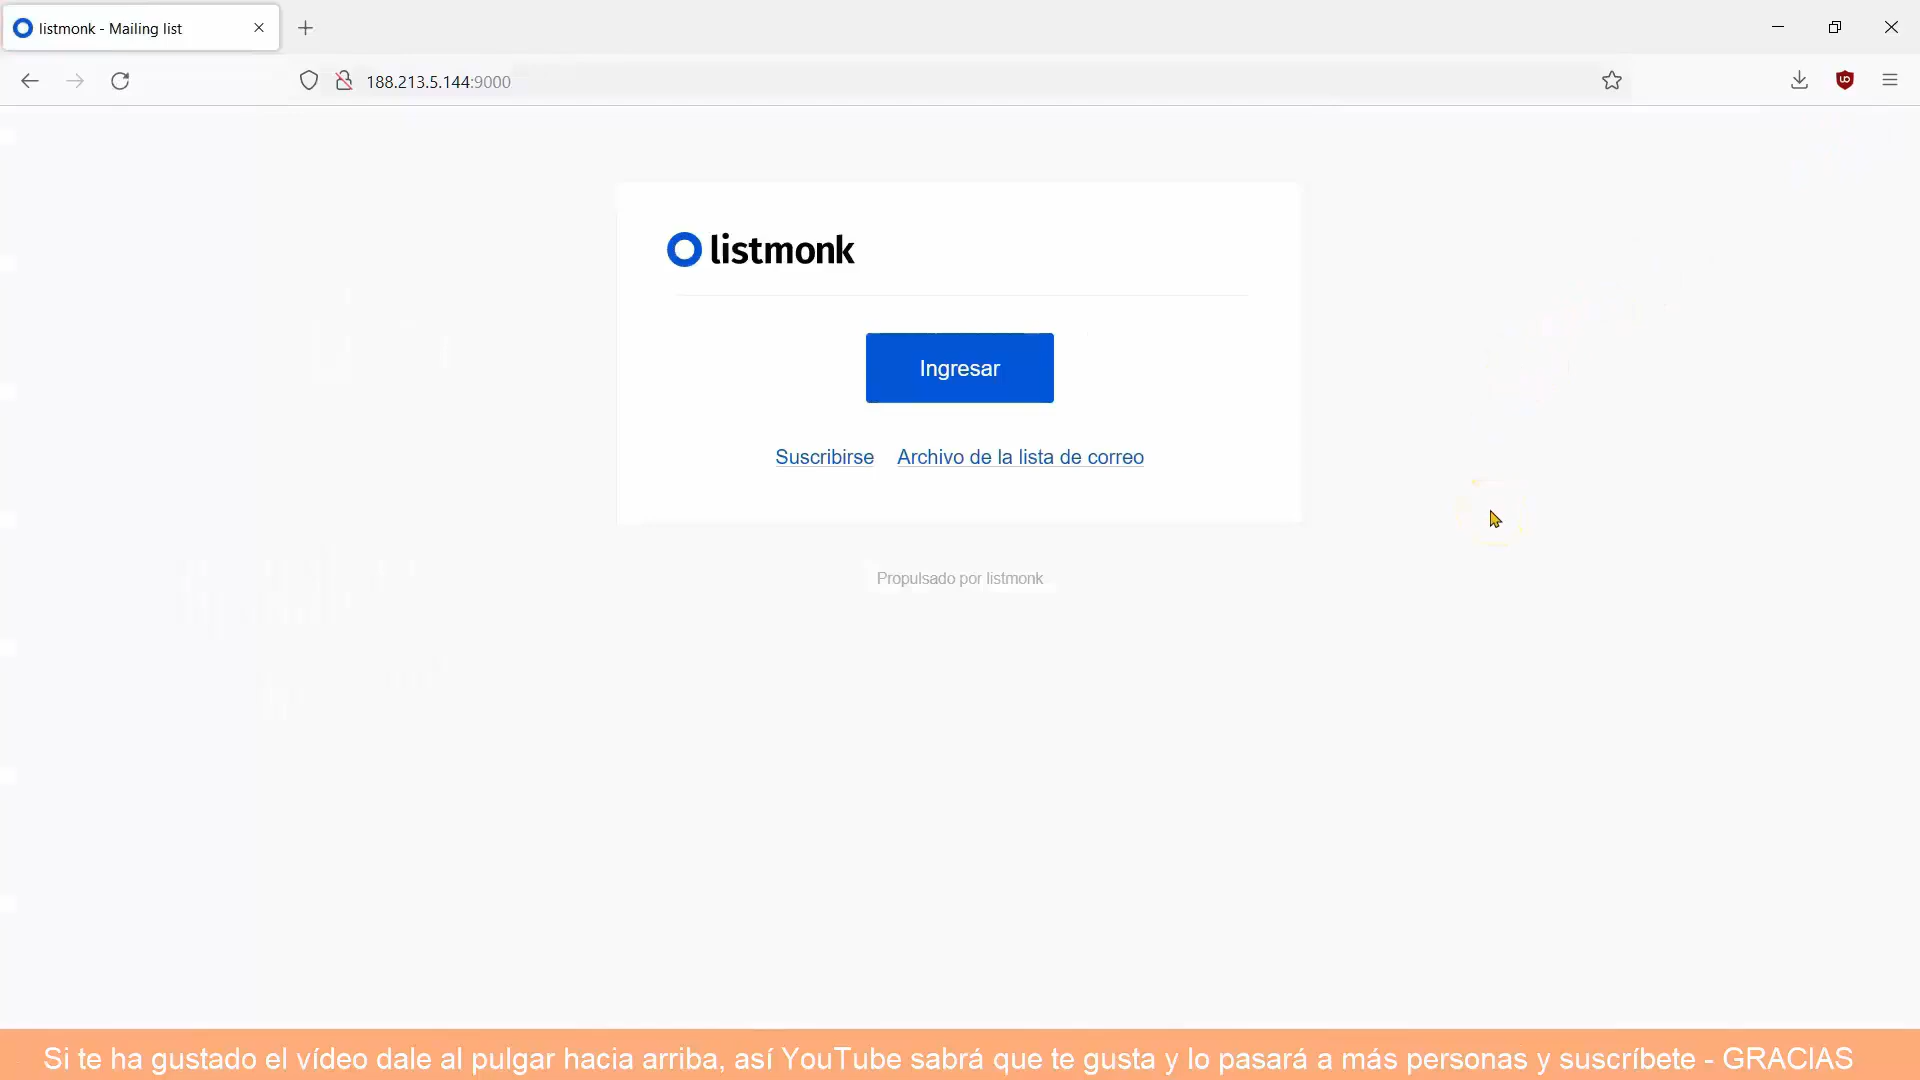 listmonk - Mailing list
188.213.5.144:9000
listmonk
Ingresar
Suscribirse Archivo de la lista de correo
Propulsado por listmonk
Si te ha gustado el vídeo dale al pulgar hacia arriba, así YouTube sabrá que te gusta y lo pasará a más personas y suscríbete - GRACIAS